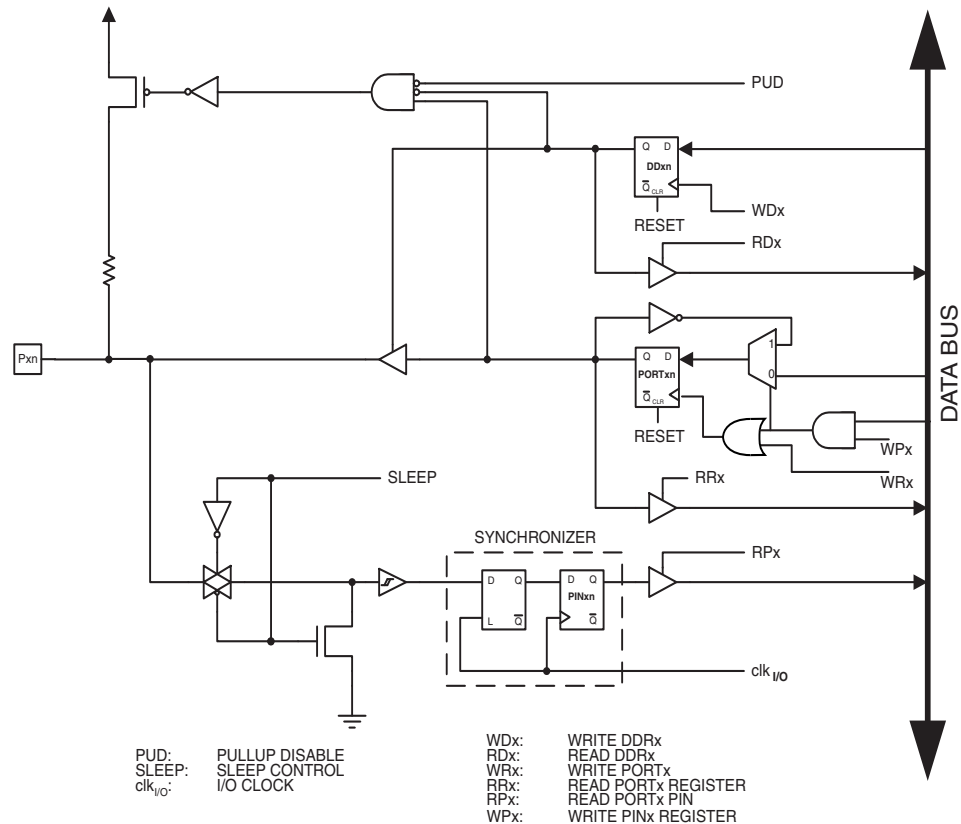 PUD
Q D
DDxn
Q CLR
WDx
RESET
RDx
DATA BUS
1
Pxn
Q D
PORTxn
0
Q CLR
RESET
WPx
WRx
SLEEP
RRx
SYNCHRONIZER
RPx
D Q
D Q
PINxn
L Q
Q
clk I/O
PUD: PULLUP DISABLE
SLEEP: SLEEP CONTROL
clkI/O: I/O CLOCK
WDx: WRITE DDRx
RDx: READ DDRx
WRx: WRITE PORTx
RRx: READ PORTx REGISTER
RPx: READ PORTx PIN
WPx: WRITE PINx REGISTER